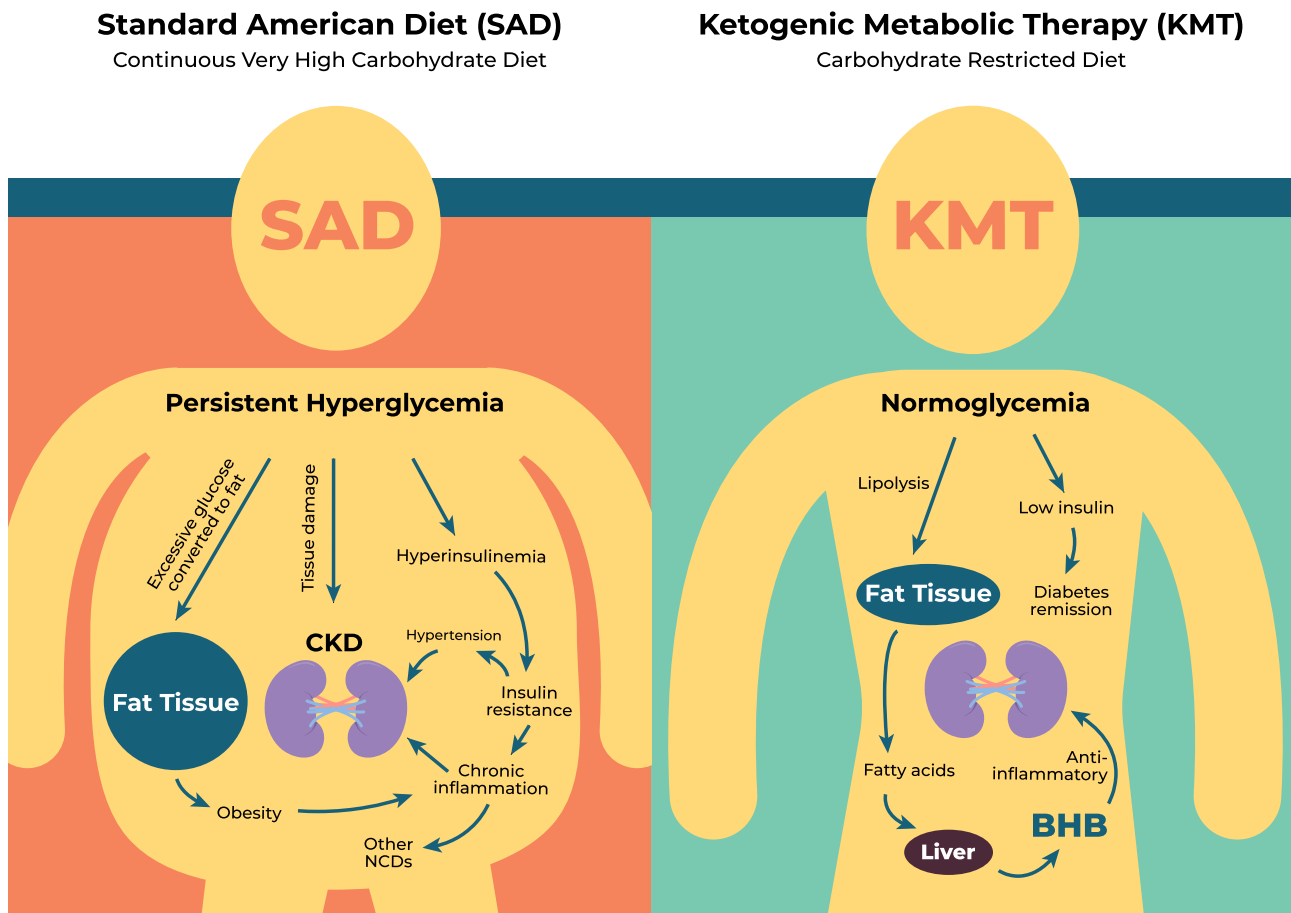 Standard American Diet (SAD)
Continuous Very High Carbohydrate Diet
SAD
Persistent Hyperglycemia
Excessive glucose
converted to fat
Tissue damage
Hyperinsulinemia
CKD
Hypertension
Fat Tissue
Insulin
resistance
Chronic
inflammation
Obesity
Other
NCDs
Ketogenic Metabolic Therapy (KMT)
Carbohydrate Restricted Diet
KMT
Normoglycemia
Lipolysis
Low insulin
Fat Tissue
Diabetes
remission
Fatty acids
Anti-
inflammatory
BHB
Liver